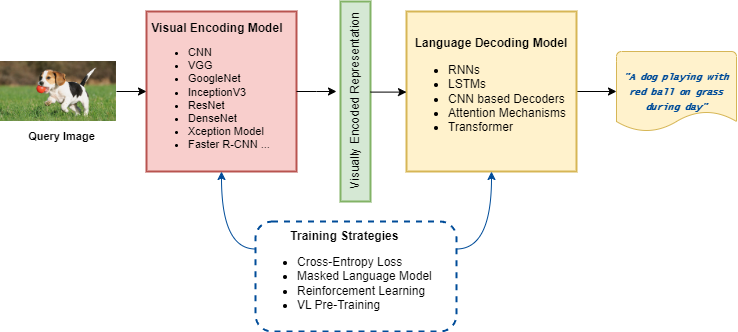 Visual Encoding Model
CNN
VGG
GoogleNet
InceptionV3
ResNet
DenseNet
Xception Model
Faster R-CNN ...
Query Image
Visually Encoded Representation
Language Decoding Model
RNNs
LSTMs
CNN based Decoders
Attention Mechanisms
Transformer
"A dog playing with
red ball on grass
during day"
Training Strategies
Cross-Entropy Loss
Masked Language Model
Reinforcement Learning
VL Pre-Training